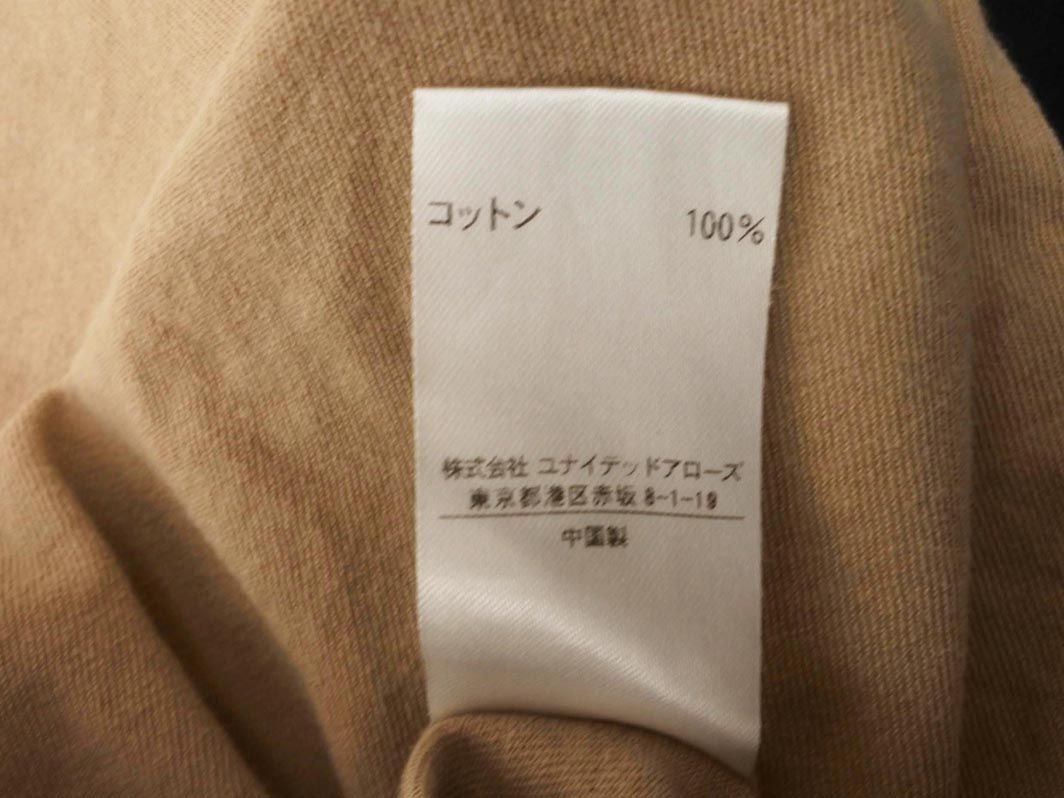 コットン 100%
株式会社 ユナイテッドアローズ
東京都港区赤坂 8-1-19
中国製